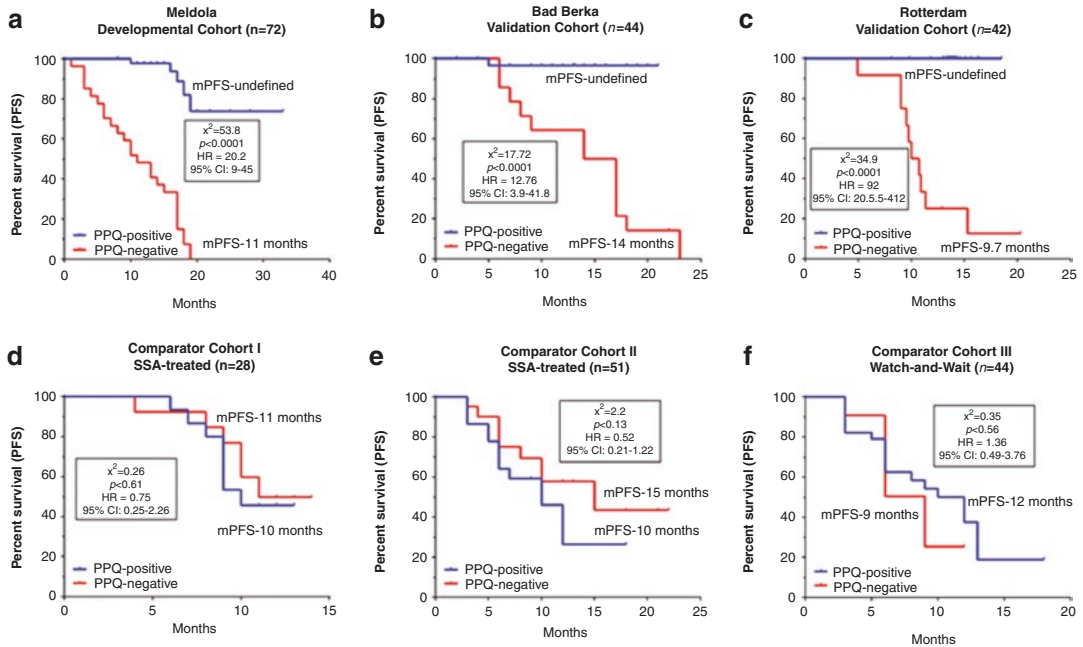 a
Meldola
Developmental Cohort (n=72)
Percent survival (PFS)
100
80
60
40
20
0
mPFS-undefined
x2=53.8
p<0.0001
HR = 20.2
95% CI: 9-45
PPQ-positive
PPQ-negative
mPFS-11 months
0 10 20 30 40
Months
b
Bad Berka
Validation Cohort (n=44)
Percent survival (PFS)
100
80
60
40
20
0
mPFS-undefined
x2=17.72
p<0.0001
HR = 12.76
95% CI: 3.9-41.8
PPQ-positive
PPQ-negative
mPFS-14 months
0 5 10 15 20 25
Months
c
Rotterdam
Validation Cohort (n=42)
Percent survival (PFS)
100
80
60
40
20
0
mPFS-undefined
x2=34.9
p<0.0001
HR = 92
95% CI: 20.5.5-412
PPQ-positive
PPQ-negative
mPFS-9.7 months
0 5 10 15 20 25
Months
d
Comparator Cohort I
SSA-treated (n=28)
Percent survival (PFS)
100
80
60
40
20
0
mPFS-11 months
x2=0.26
p<0.61
HR = 0.75
95% CI: 0.25-2.26
mPFS-10 months
PPQ-positive
PPQ-negative
0 5 10 15
Months
e
Comparator Cohort II
SSA-treated (n=51)
Percent survival (PFS)
100
80
60
40
20
0
x2=2.2
p<0.13
HR = 0.52
95% CI: 0.21-1.22
mPFS-15 months
mPFS-10 months
PPQ-positive
PPQ-negative
0 5 10 15 20 25
Months
f
Comparator Cohort III
Watch-and-Wait (n=44)
Percent survival (PFS)
100
80
60
40
20
0
x2=0.35
p<0.56
HR = 1.36
95% CI: 0.49-3.76
mPFS-12 months
mPFS-9 months
PPQ-positive
PPQ-negative
0 5 10 15 20
Months